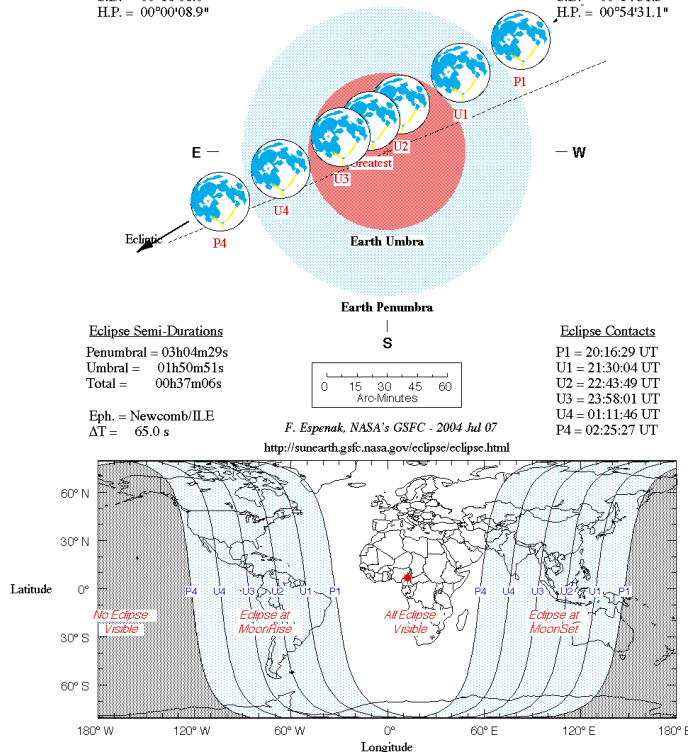 H.P. = 00°00'08.9"
H.P. = 00°54'31.1"
P1
U1
U2
Greatest
U3
U4
P4
E
W
Ecliptic
Earth Umbra
Earth Penumbra
S
Eclipse Semi-Durations
Penumbral = 03h04m29s
Umbral = 01h50m51s
Total = 00h37m06s
Eph. = Newcomb/ILE
ΔT = 65.0 s
0 15 30 45 60
Arc-Minutes
F. Espenak, NASA's GSFC - 2004 Jul 07
http://sunearth.gsfc.nasa.gov/eclipse/eclipse.html
Eclipse Contacts
P1 = 20:16:29 UT
U1 = 21:30:04 UT
U2 = 22:43:49 UT
U3 = 23:58:01 UT
U4 = 01:11:46 UT
P4 = 02:25:27 UT
60° N
30° N
Latitude
0°
30° S
60° S
P4 U4 U3 U2 U1 P1 P4 U4 U3 U2 U1 P1
No Eclipse
Visible
Eclipse at
MoonRise
All Eclipse
Visible
Eclipse at
MoonSet
180° W 120° W 60° W 0° 60° E 120° E 180° E
Longitude